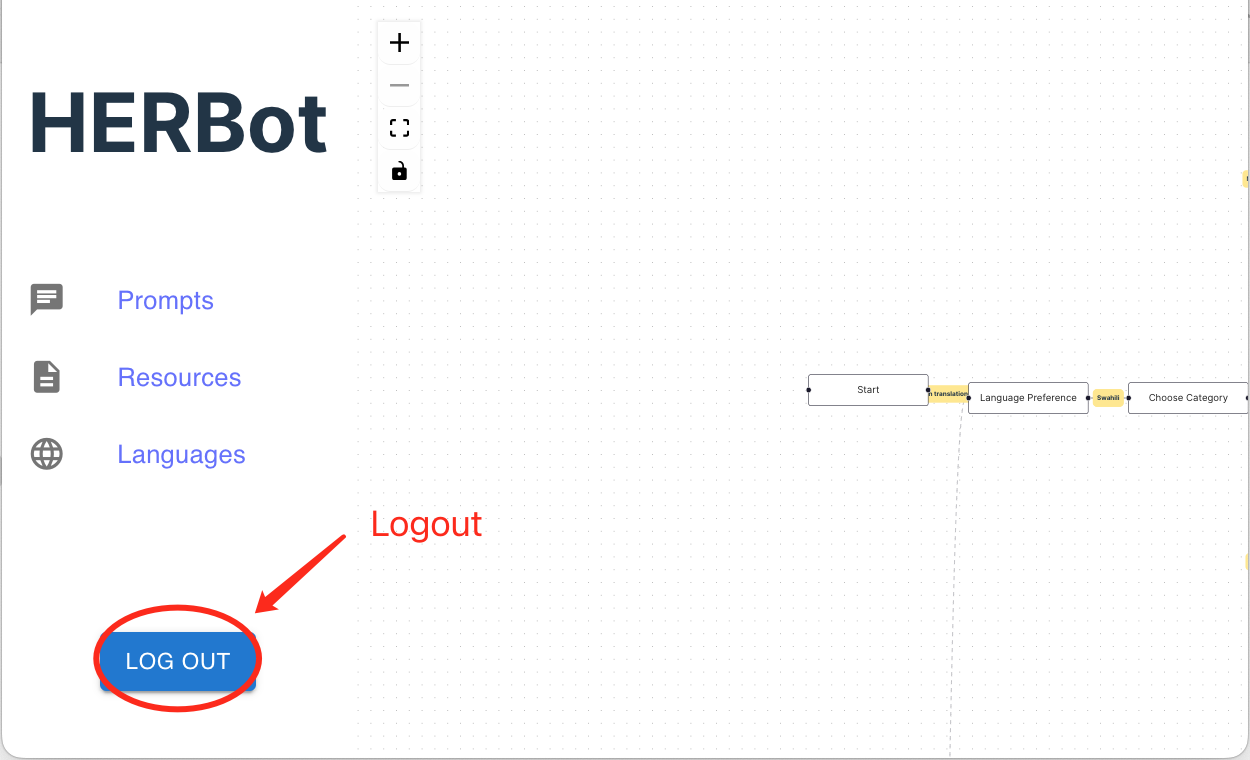 HERBot
Prompts
Resources
Languages
Logout
LOG OUT
Start
n translation
Language Preference
Swahili
Choose Category